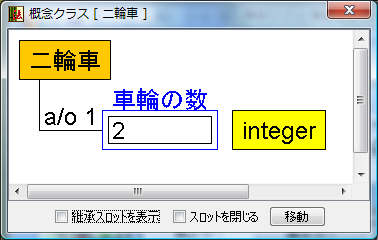 概念クラス [ 二輪車 ]
二輪車
車輪の数
a/o 1
2
integer
継承スロットを表示
スロットを閉じる
移動